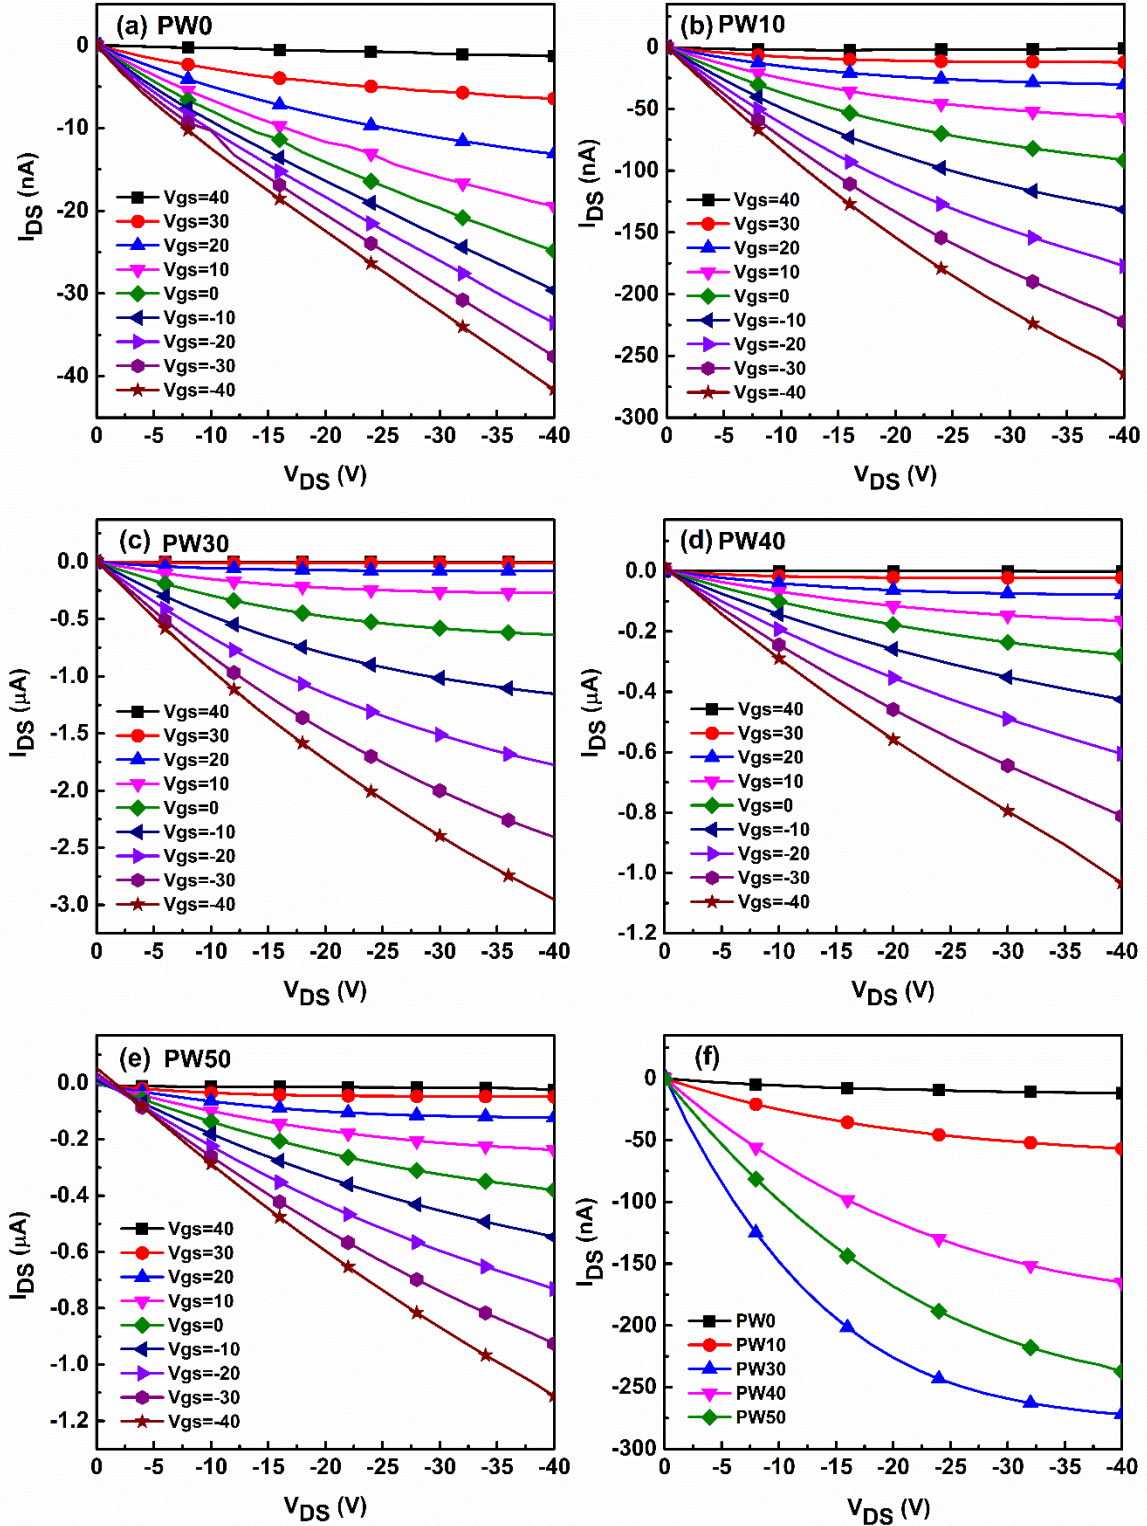 (a) PW0
0
-10
-20
-30
-40
I_DS (nA)
Vgs=40
Vgs=30
Vgs=20
Vgs=10
Vgs=0
Vgs=-10
Vgs=-20
Vgs=-30
Vgs=-40
0 -5 -10 -15 -20 -25 -30 -35 -40
V_DS (V)
(b) PW10
0
-50
-100
-150
-200
-250
-300
I_DS (nA)
Vgs=40
Vgs=30
Vgs=20
Vgs=10
Vgs=0
Vgs=-10
Vgs=-20
Vgs=-30
Vgs=-40
0 -5 -10 -15 -20 -25 -30 -35 -40
V_DS (V)
(c) PW30
0.0
-0.5
-1.0
-1.5
-2.0
-2.5
-3.0
I_DS (μA)
Vgs=40
Vgs=30
Vgs=20
Vgs=10
Vgs=0
Vgs=-10
Vgs=-20
Vgs=-30
Vgs=-40
0 -5 -10 -15 -20 -25 -30 -35 -40
V_DS (V)
(d) PW40
0.0
-0.2
-0.4
-0.6
-0.8
-1.0
-1.2
I_DS (μA)
Vgs=40
Vgs=30
Vgs=20
Vgs=10
Vgs=0
Vgs=-10
Vgs=-20
Vgs=-30
Vgs=-40
0 -5 -10 -15 -20 -25 -30 -35 -40
V_DS (V)
(e) PW50
0.0
-0.2
-0.4
-0.6
-0.8
-1.0
-1.2
I_DS (μA)
Vgs=40
Vgs=30
Vgs=20
Vgs=10
Vgs=0
Vgs=-10
Vgs=-20
Vgs=-30
Vgs=-40
0 -5 -10 -15 -20 -25 -30 -35 -40
V_DS (V)
(f)
0
-50
-100
-150
-200
-250
-300
I_DS (nA)
PW0
PW10
PW30
PW40
PW50
0 -5 -10 -15 -20 -25 -30 -35 -40
V_DS (V)